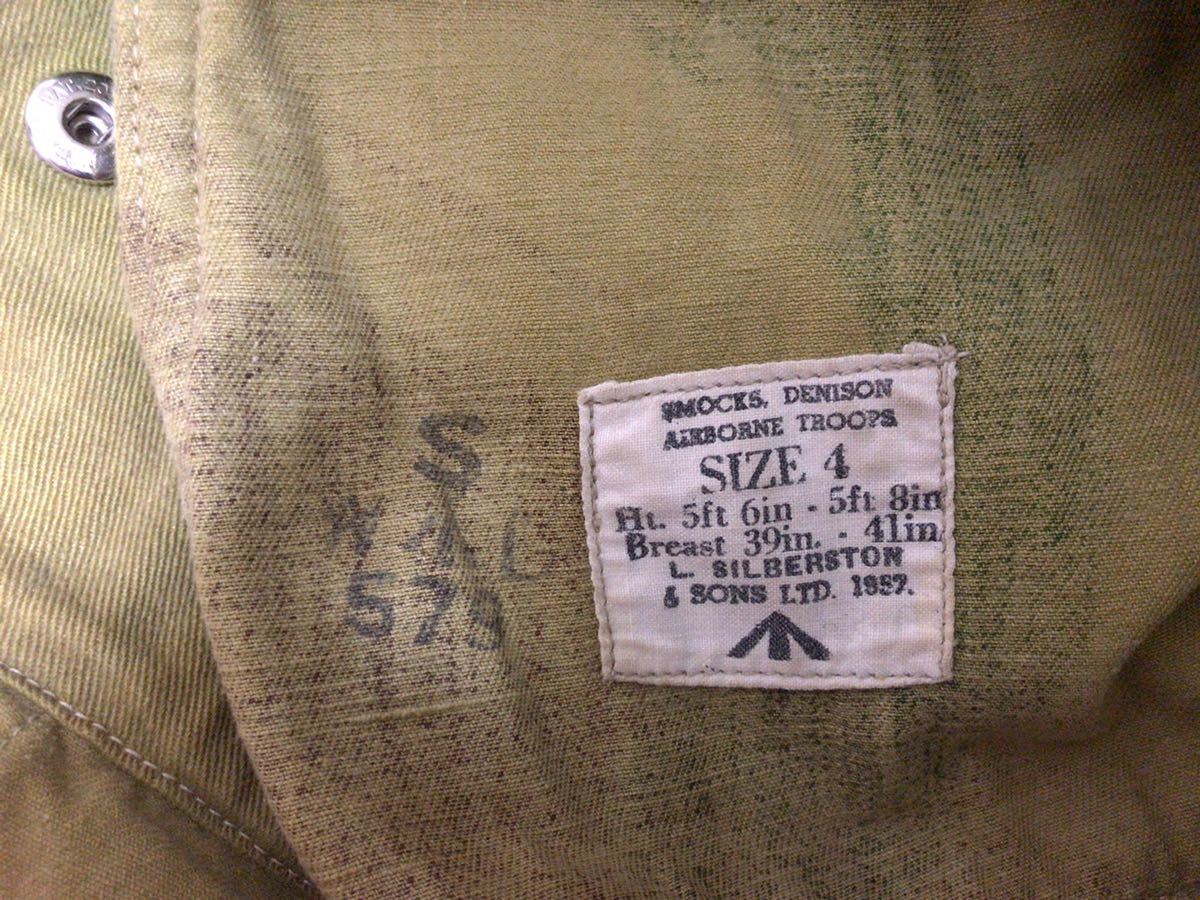 S
579
SMOCKS, DENISON
AIRBORNE TROOPS
SIZE 4
Ht. 5ft 6in - 5ft 8in
Breast 39in. - 41in
L. SILBERSTON
& SONS LTD. 1957.